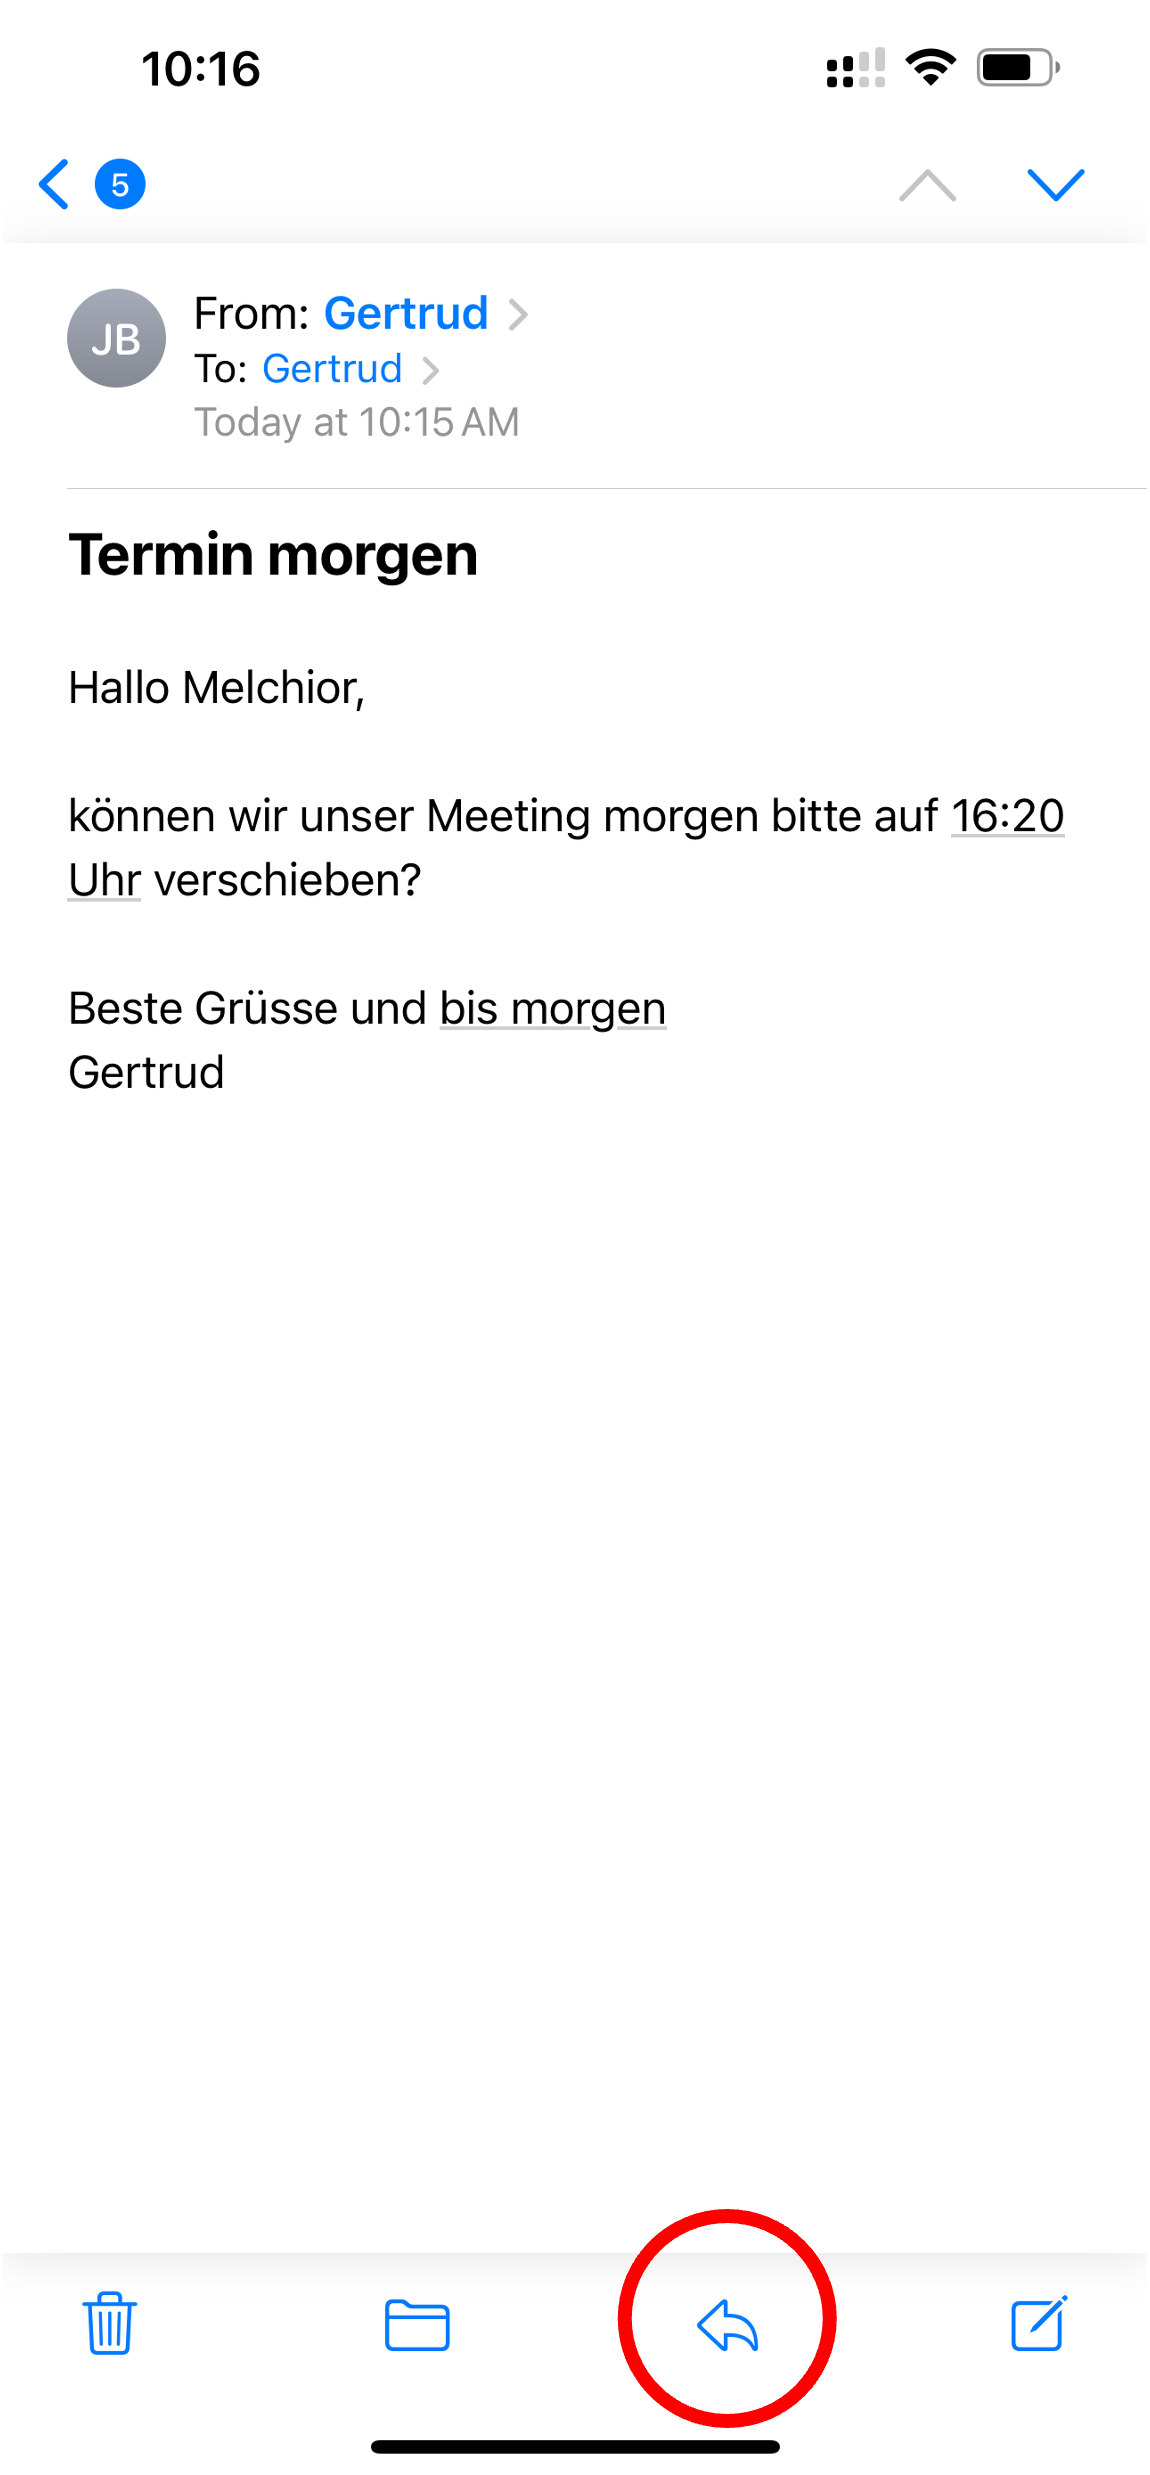 10:16
5
JB
From: Gertrud
To: Gertrud
Today at 10:15 AM
Termin morgen
Hallo Melchior,
können wir unser Meeting morgen bitte auf 16:20
Uhr verschieben?
Beste Grüsse und bis morgen
Gertrud